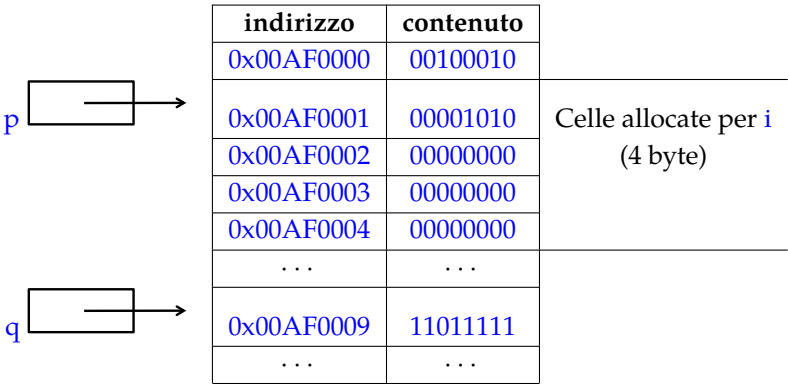 indirizzo contenuto
0x00AF0000 00100010
p 0x00AF0001 00001010 Celle allocate per i
0x00AF0002 00000000 (4 byte)
0x00AF0003 00000000
0x00AF0004 00000000
. . . . . .
q 0x00AF0009 11011111
. . . . . .